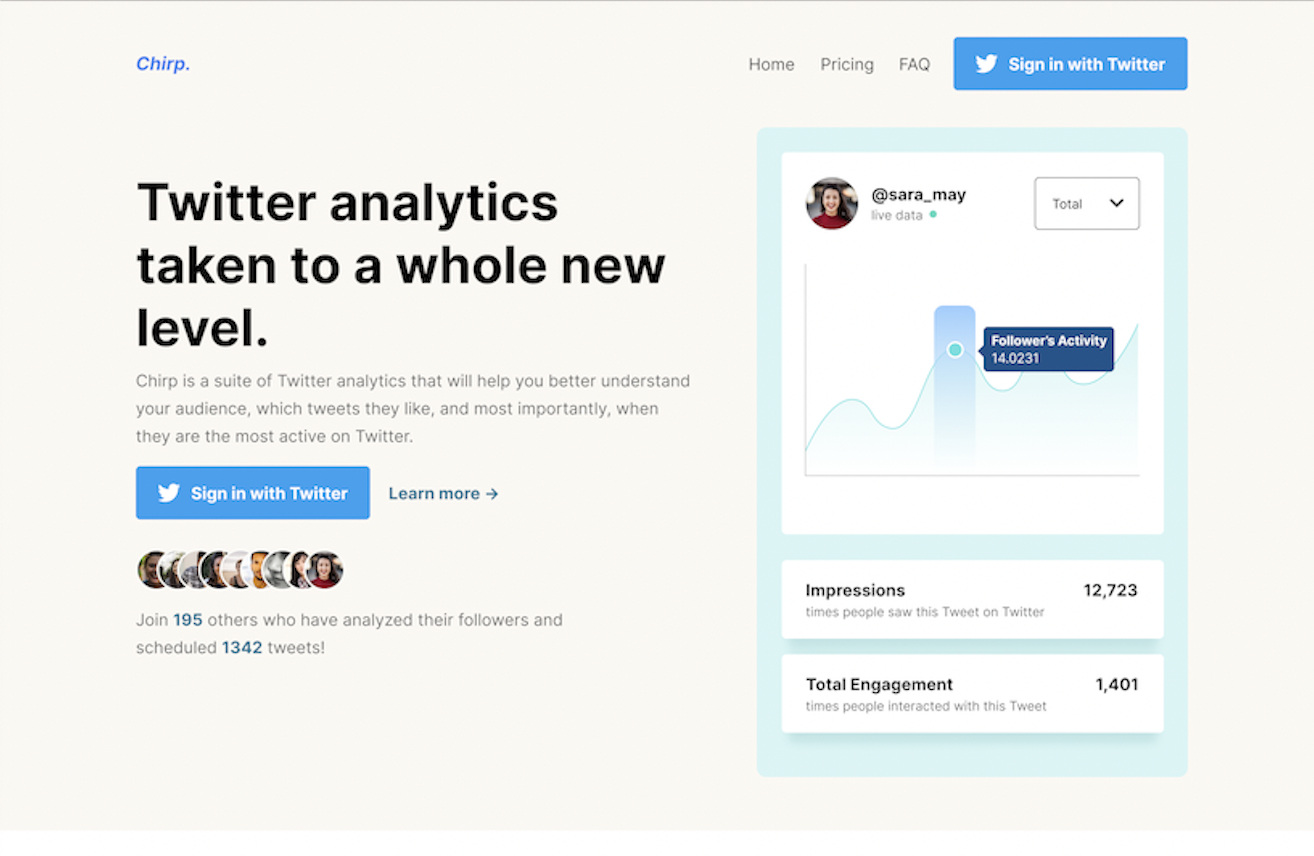 Chirp.
Home
Pricing
FAQ
Sign in with Twitter
Twitter analytics
taken to a whole new
level.
Chirp is a suite of Twitter analytics that will help you better understand
your audience, which tweets they like, and most importantly, when
they are the most active on Twitter.
Sign in with Twitter
Learn more →
Join 195 others who have analyzed their followers and
scheduled 1342 tweets!
@sara_may
live data
Total
Follower's Activity
14.0231
Impressions
12,723
times people saw this Tweet on Twitter
Total Engagement
1,401
times people interacted with this Tweet